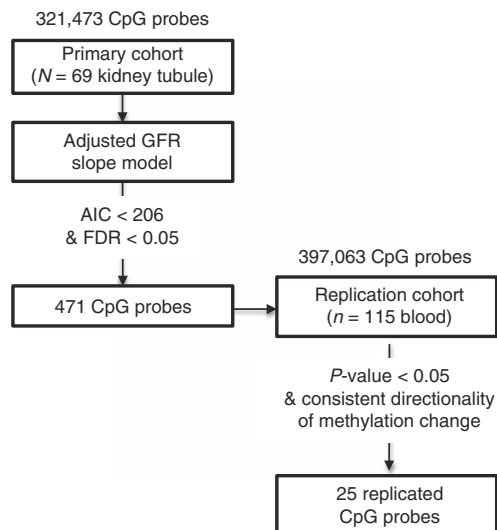 321,473 CpG probes
Primary cohort
(N = 69 kidney tubule)
Adjusted GFR
slope model
AIC < 206
& FDR < 0.05
471 CpG probes
397,063 CpG probes
Replication cohort
(n = 115 blood)
P-value < 0.05
& consistent directionality
of methylation change
25 replicated
CpG probes